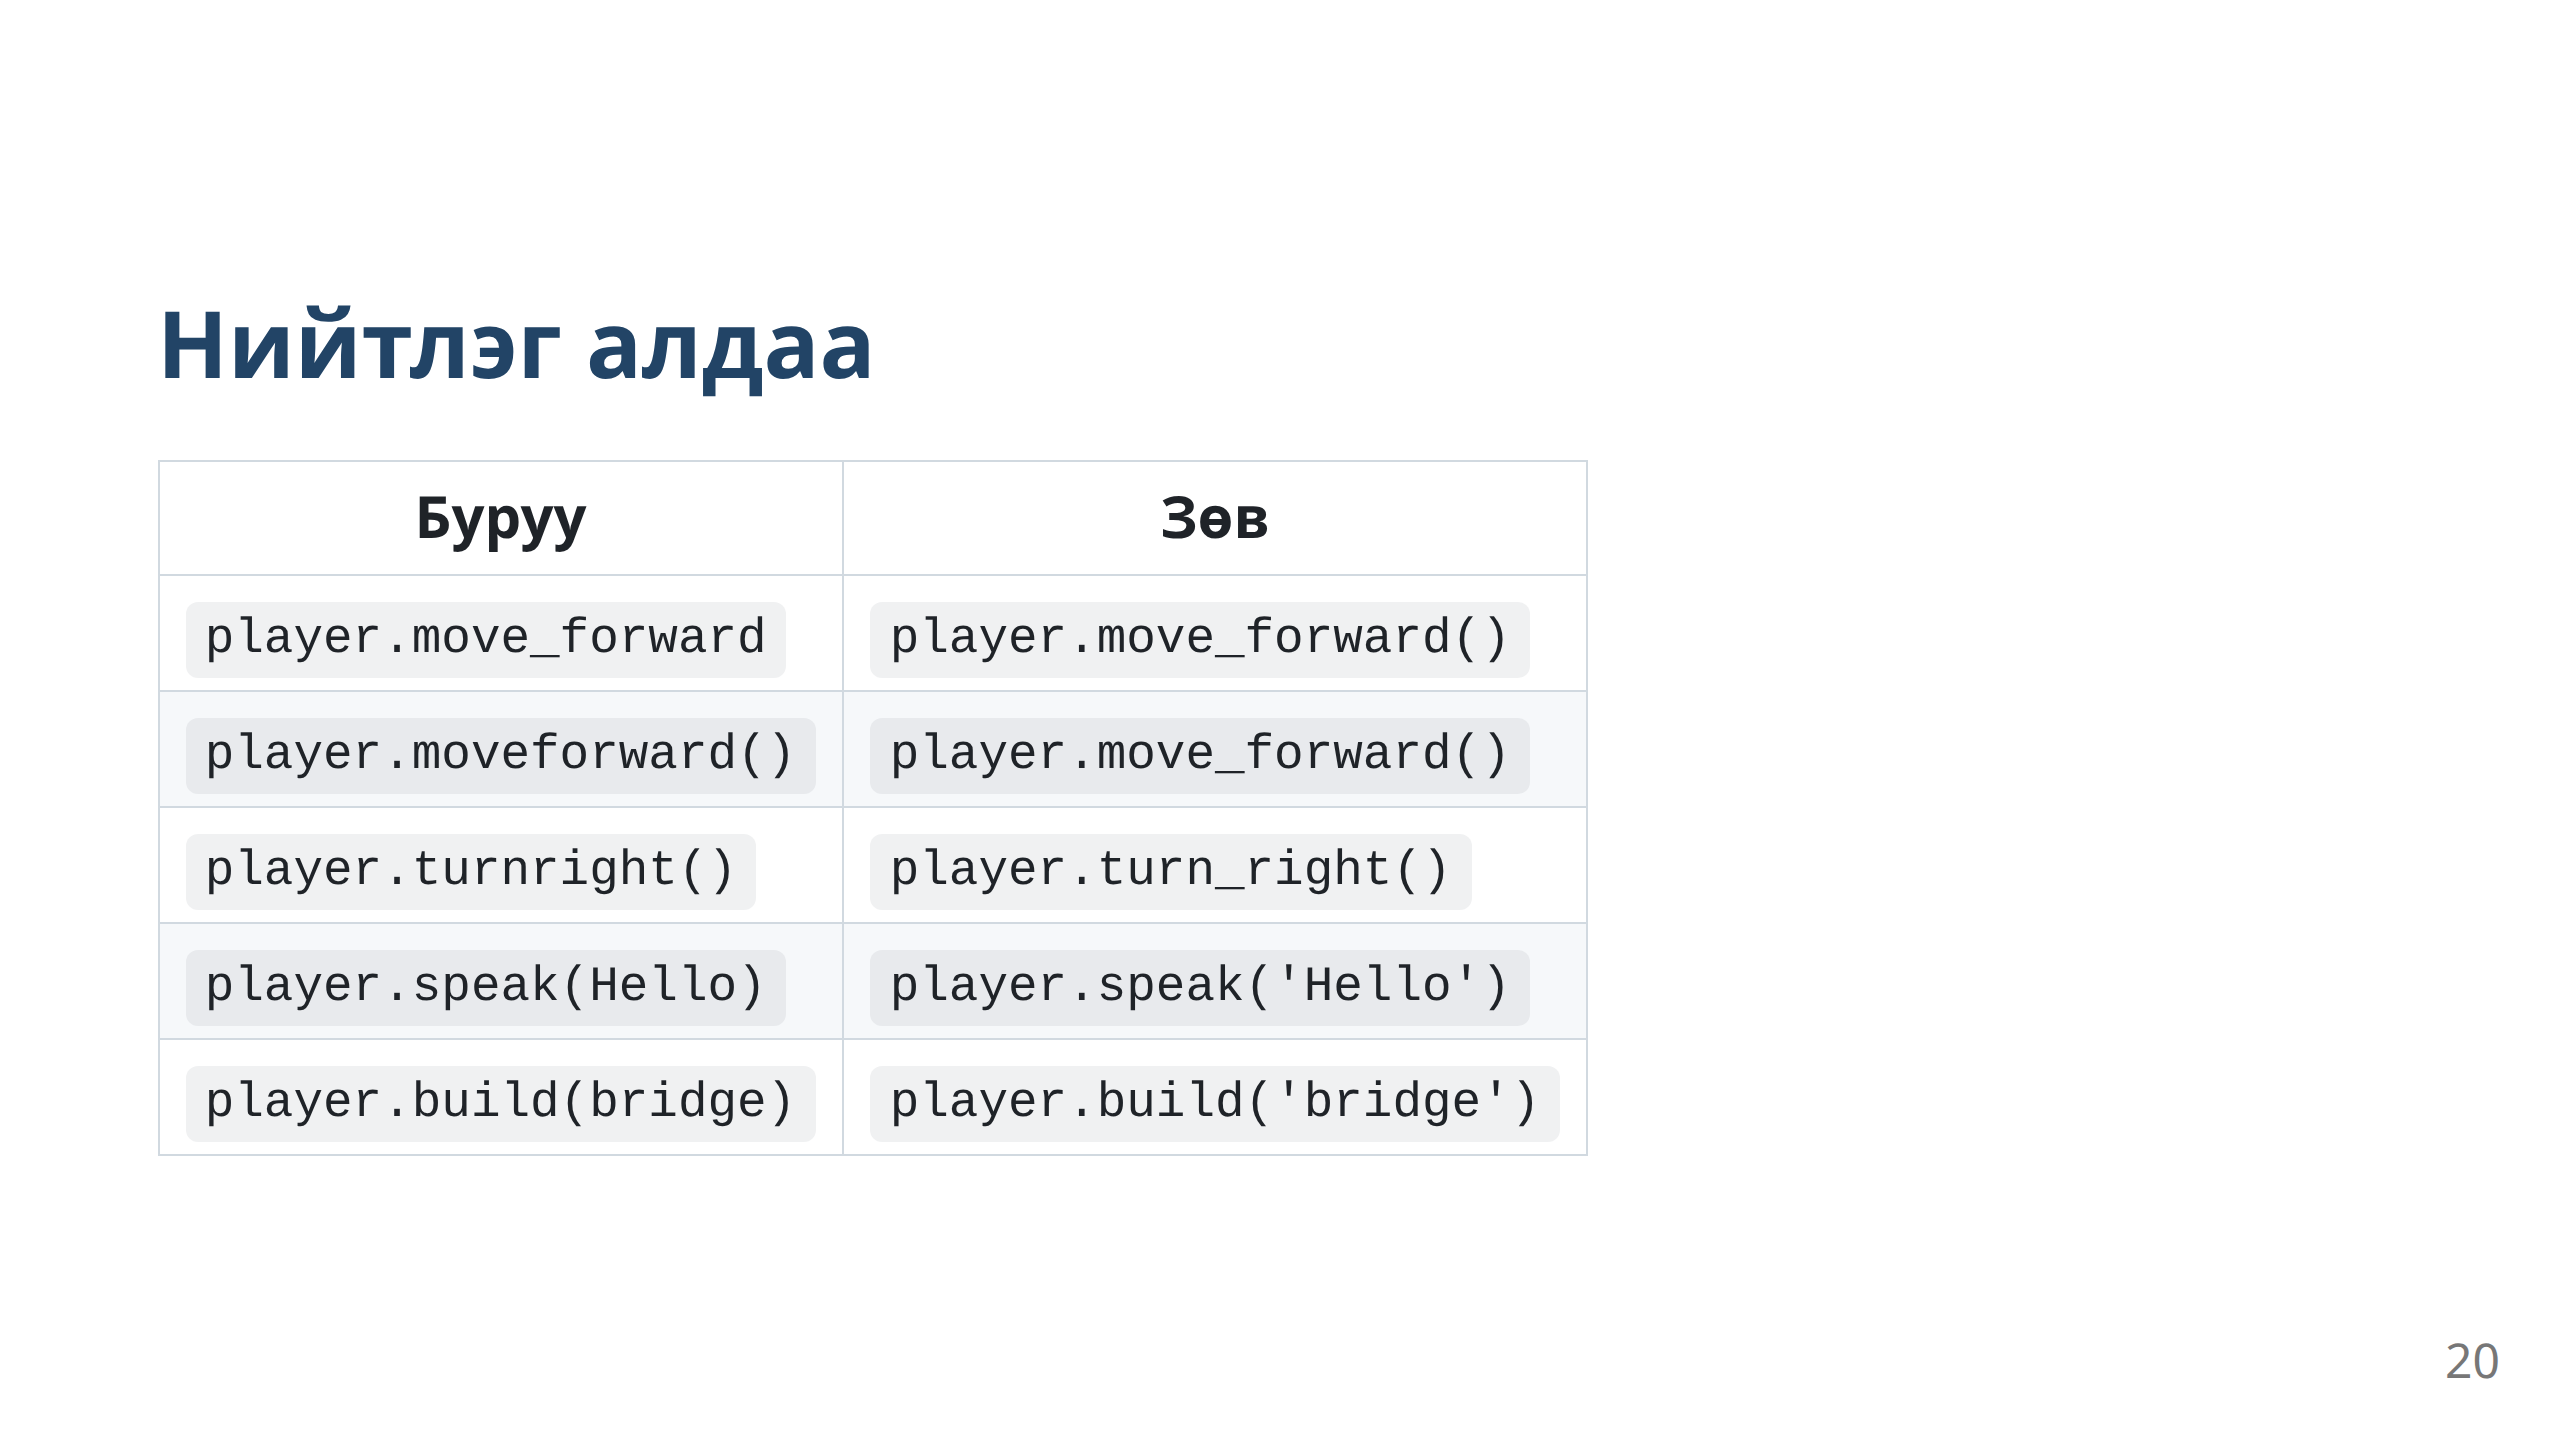 Нийтлэг алдаа
Буруу Зөв
player.move_forward player.move_forward()
player.moveforward() player.move_forward()
player.turnright() player.turn_right()
player.speak(Hello) player.speak('Hello')
player.build(bridge) player.build('bridge')
20